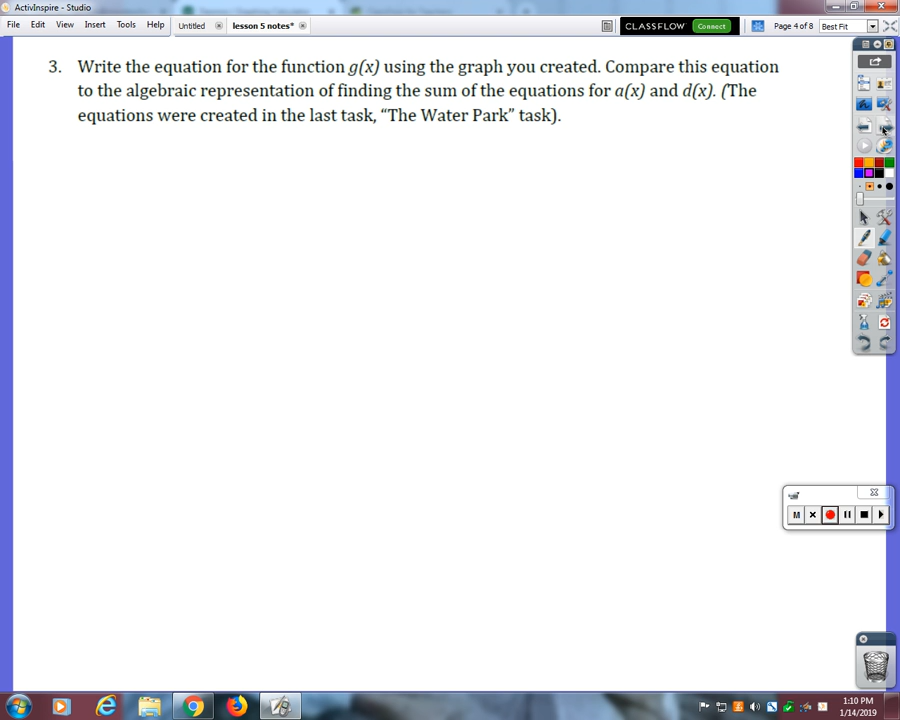 ActivInspire - Studio
File Edit View Insert Tools Help Untitled lesson 5 notes* CLASSFLOW Connect Page 4 of 8 Best Fit
3. Write the equation for the function g(x) using the graph you created. Compare this equation
to the algebraic representation of finding the sum of the equations for a(x) and d(x). (The
equations were created in the last task, “The Water Park” task).
M
1:10 PM
1/14/2019